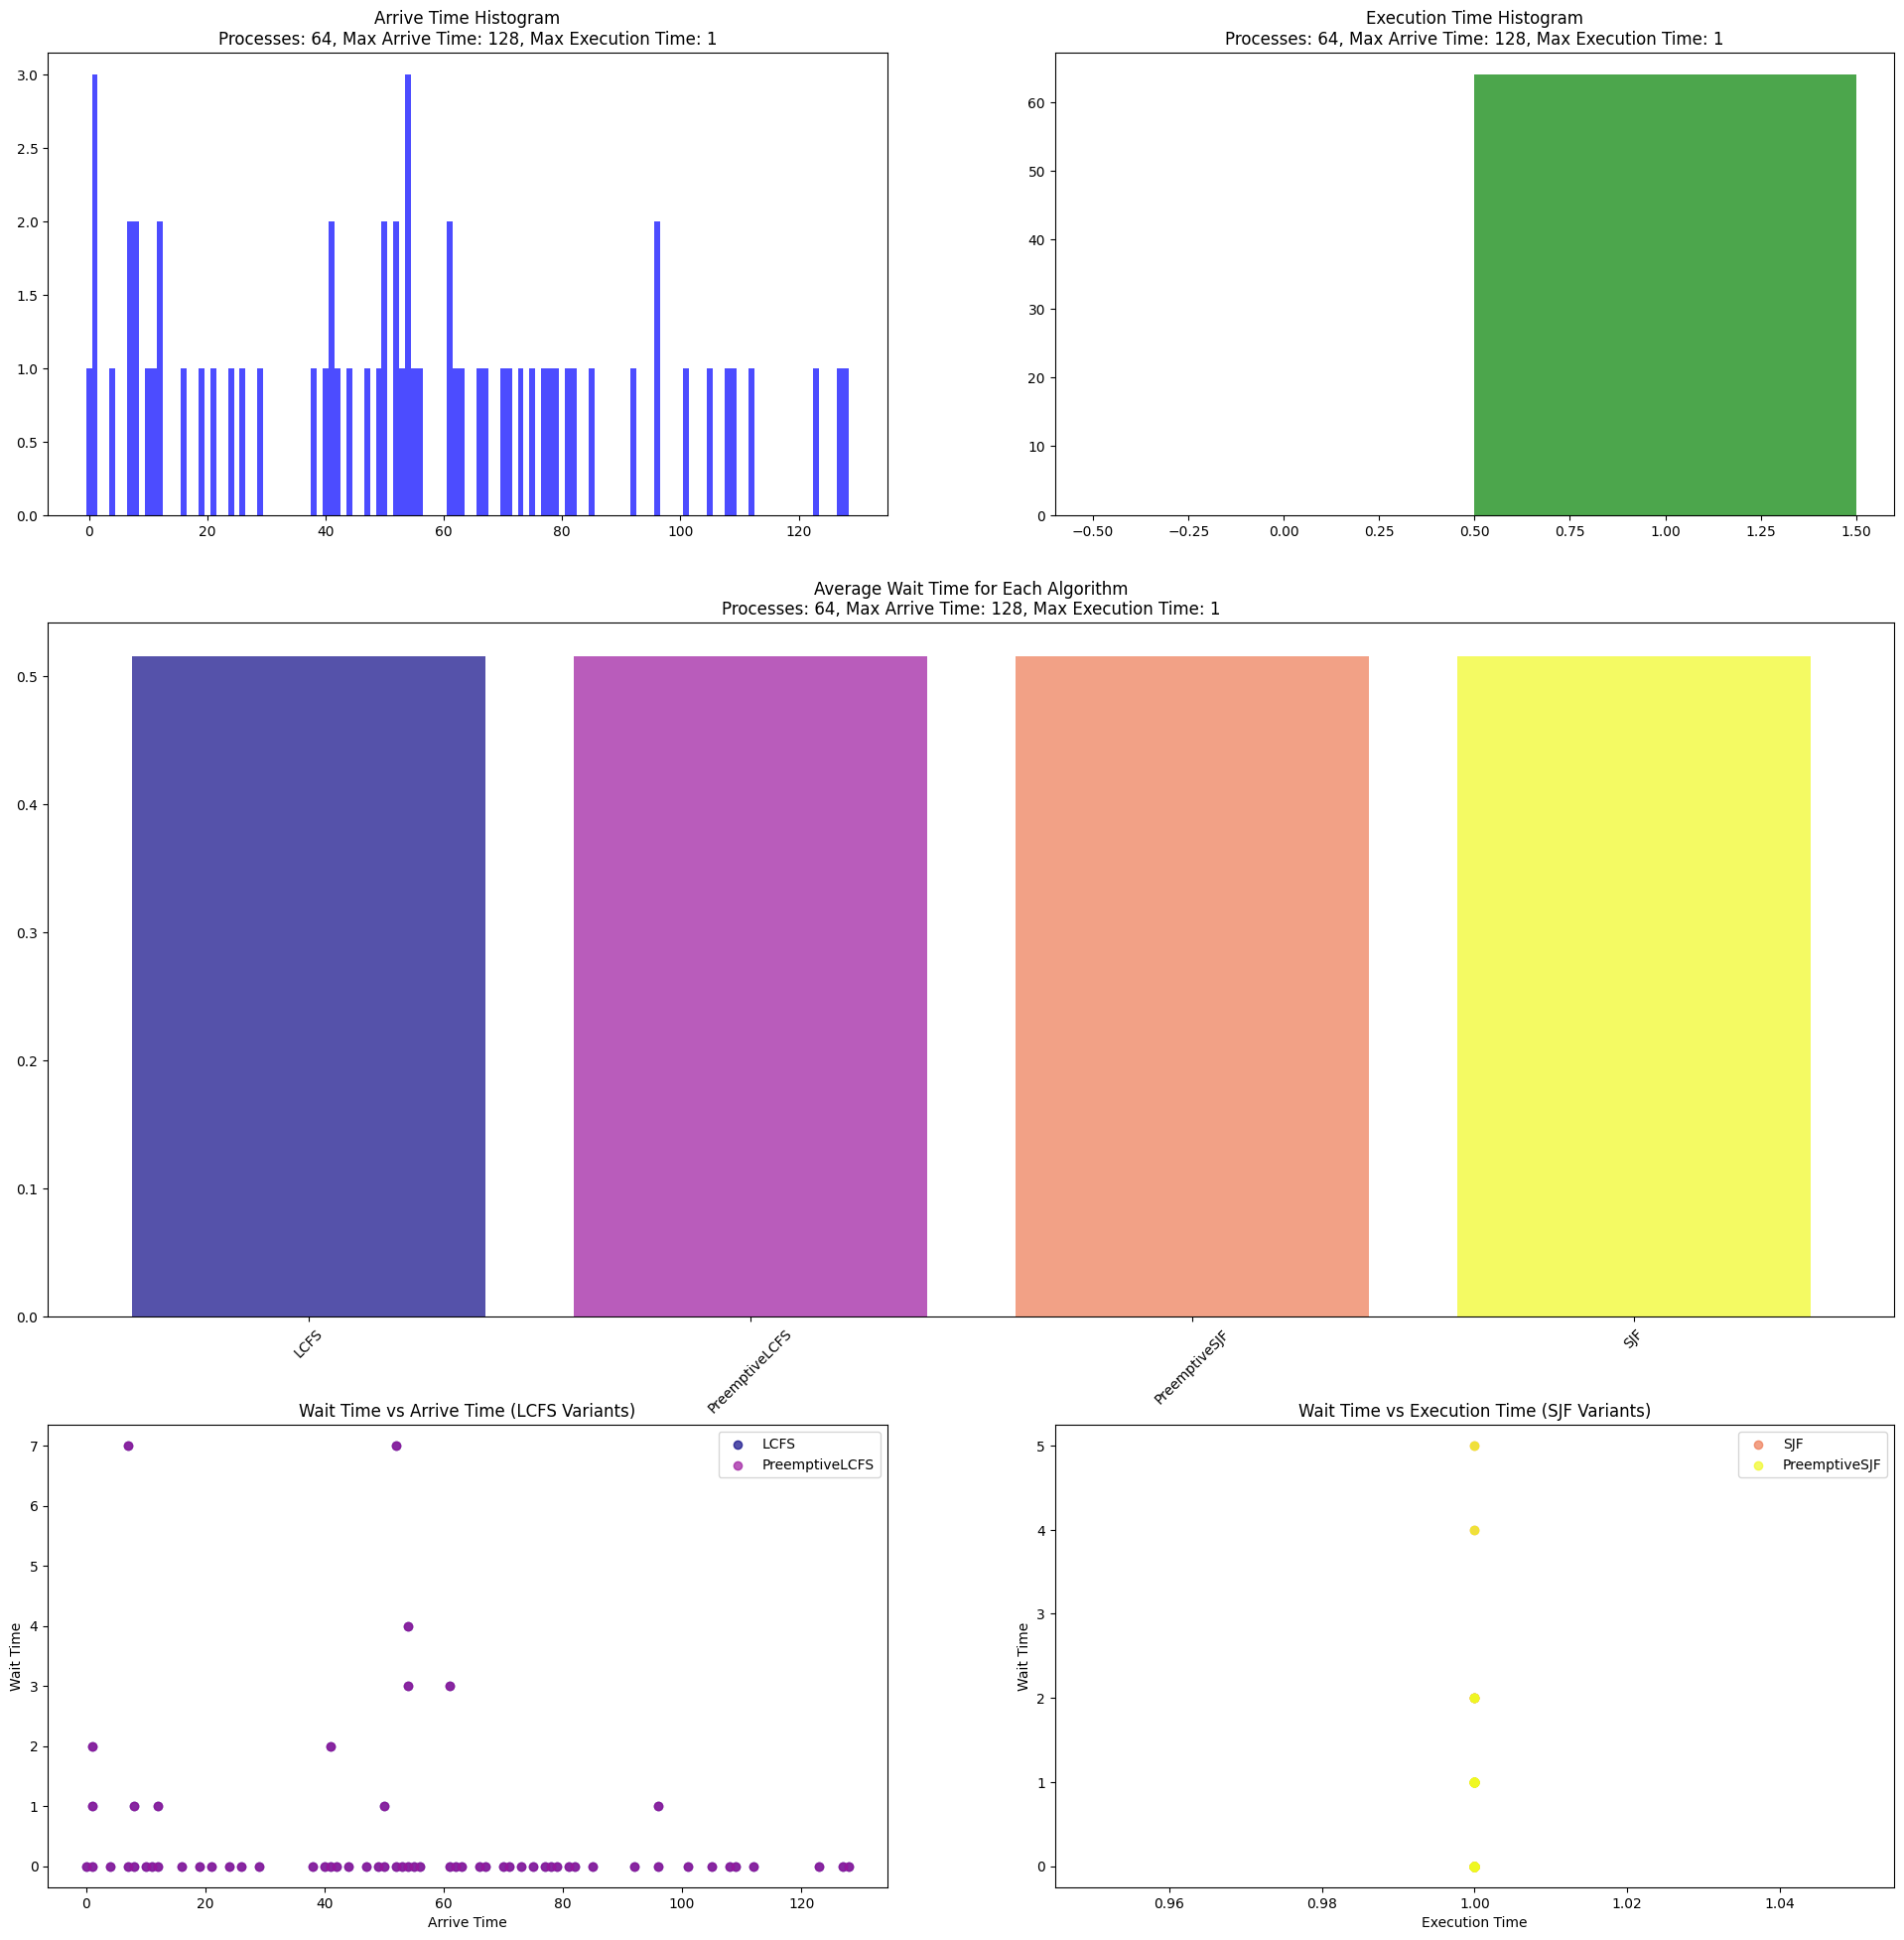 Arrive Time Histogram
Processes: 64, Max Arrive Time: 128, Max Execution Time: 1
3.0
2.5
2.0
1.5
1.0
0.5
0.0
0 20 40 60 80 100 120
Execution Time Histogram
Processes: 64, Max Arrive Time: 128, Max Execution Time: 1
60
50
40
30
20
10
0
−0.50 −0.25 0.00 0.25 0.50 0.75 1.00 1.25 1.50
Average Wait Time for Each Algorithm
Processes: 64, Max Arrive Time: 128, Max Execution Time: 1
0.5
0.4
0.3
0.2
0.1
0.0
LCFS
PreemptiveLCFS
PreemptiveSJF
SJF
Wait Time vs Arrive Time (LCFS Variants)
LCFS
PreemptiveLCFS
Wait Time
7
6
5
4
3
2
1
0
0 20 40 60 80 100 120
Arrive Time
Wait Time vs Execution Time (SJF Variants)
SJF
PreemptiveSJF
Wait Time
5
4
3
2
1
0
0.96 0.98 1.00 1.02 1.04
Execution Time